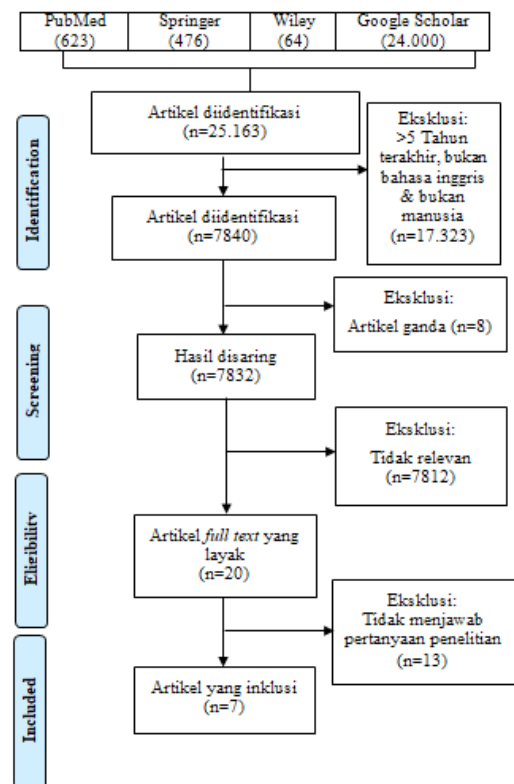 PubMed
(623)
Springer
(476)
Wiley
(64)
Google Scholar
(24.000)
Identification
Artikel diidentifikasi
(n=25.163)
Eksklusi:
>5 Tahun
terakhir, bukan
bahasa inggris
& bukan
manusia
(n=17.323)
Artikel diidentifikasi
(n=7840)
Eksklusi:
Artikel ganda (n=8)
Screening
Hasil disaring
(n=7832)
Eksklusi:
Tidak relevan
(n=7812)
Eligibility
Artikel full text yang
layak
(n=20)
Eksklusi:
Tidak menjawab
pertanyaan penelitian
(n=13)
Included
Artikel yang inklusi
(n=7)